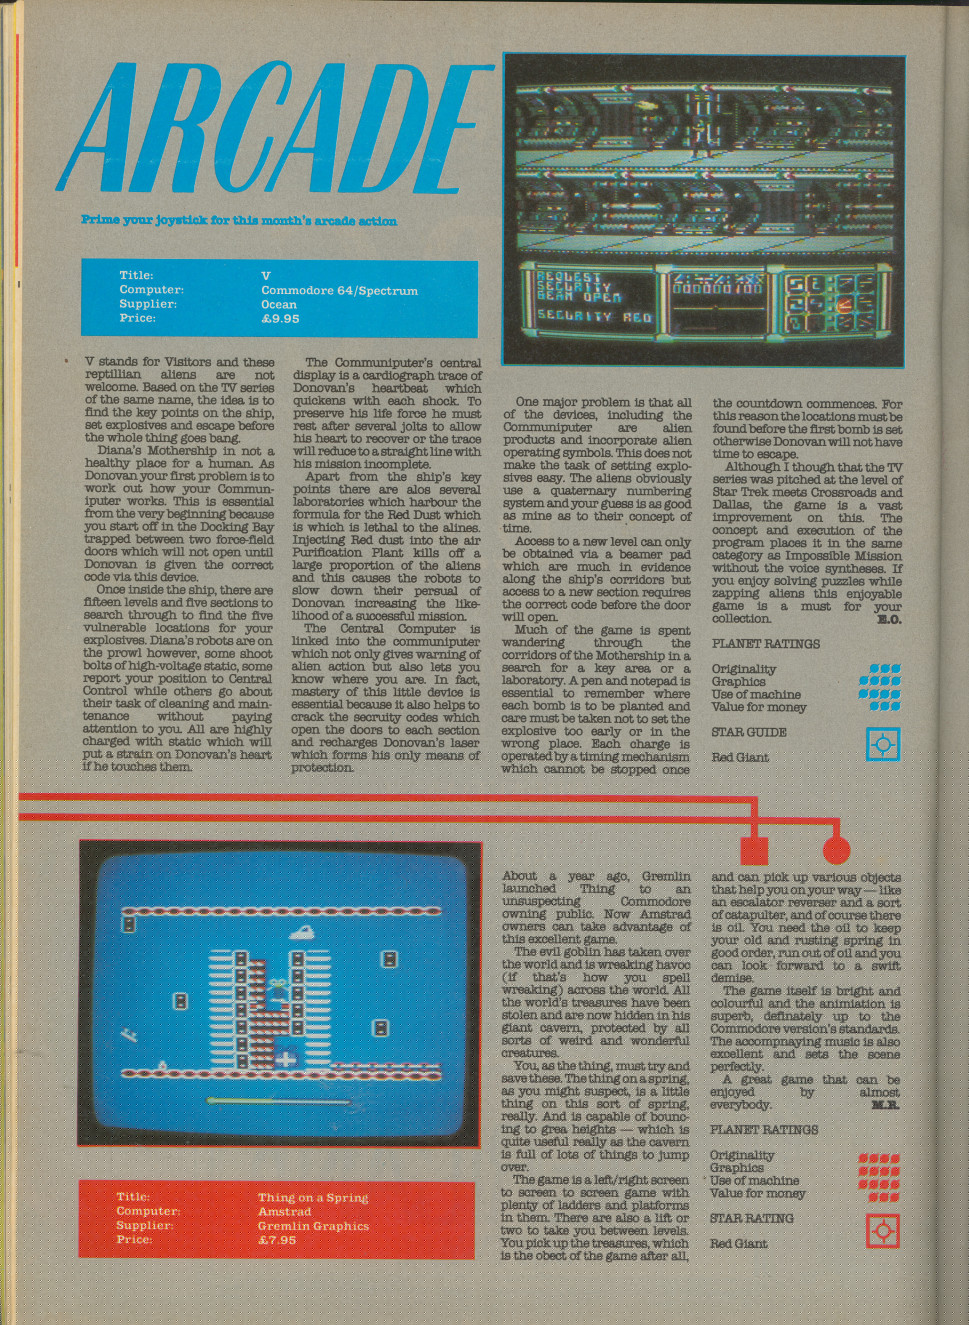 ARCADE
Prime your joystick for this month's arcade action
Title: V
Computer: Commodore 64/Spectrum
Supplier: Ocean
Price: £9.95
V stands for Visitors and these
reptillian aliens are not
welcome. Based on the TV series
of the same name, the idea is to
find the key points on the ship,
set explosives and escape before
the whole thing goes bang.
Diana's Mothership in not a
healthy place for a human. As
Donovan your first problem is to
work out how your Commun-
iputer works. This is essential
from the very beginning because
you start off in the Docking Bay
trapped between two force-field
doors which will not open until
Donovan is given the correct
code via this device.
Once inside the ship, there are
fifteen levels and five sections to
search through to find the five
vulnerable locations for your
explosives. Diana's robots are on
the prowl however, some shoot
bolts of high-voltage static, some
report your position to Central
Control while others go about
their task of cleaning and main-
tenance without paying
attention to you. All are highly
charged with static which will
put a strain on Donovan's heart
if he touches them.
The Communiputer's central
display is a cardiograph trace of
Donovan's heartbeat which
quickens with each shock. To
preserve his life force he must
rest after several jolts to allow
his heart to recover or the trace
will reduce to a straight line with
his mission incomplete.
Apart from the ship's key
points there are alos several
laboratories which harbour the
formula for the Red Dust which
is which is lethal to the alines.
Injecting Red dust into the air
Purification Plant kills off a
large proportion of the aliens
and this causes the robots to
slow down their persual of
Donovan increasing the like-
lihood of a successful mission.
The Central Computer is
linked into the communiputer
which not only gives warning of
alien action but also lets you
know where you are. In fact,
mastery of this little device is
essential because it also helps to
crack the secruity codes which
open the doors to each section
and recharges Donovan's laser
which forms his only means of
protection.
REQUEST
SECURITY
BEAM OPEN
SECURITY RED
000000100
One major problem is that all
of the devices, including the
Communiputer are alien
products and incorporate alien
operating symbols. This does not
make the task of setting explo-
sives easy. The aliens obviously
use a quaternary numbering
system and your guess is as good
as mine as to their concept of
time.
Access to a new level can only
be obtained via a beamer pad
which are much in evidence
along the ship's corridors but
access to a new section requires
the correct code before the door
will open.
Much of the game is spent
wandering through the
corridors of the Mothership in a
search for a key area or a
laboratory. A pen and notepad is
essential to remember where
each bomb is to be planted and
care must be taken not to set the
explosive too early or in the
wrong place. Each charge is
operated by a timing mechanism
which cannot be stopped once
the countdown commences. For
this reason the locations must be
found before the first bomb is set
otherwise Donovan will not have
time to escape.
Although I though that the TV
series was pitched at the level of
Star Trek meets Crossroads and
Dallas, the game is a vast
improvement on this. The
concept and execution of the
program places it in the same
category as Impossible Mission
without the voice syntheses. If
you enjoy solving puzzles while
zapping aliens this enjoyable
game is a must for your
collection. E.O.
PLANET RATINGS
Originality
Graphics
Use of machine
Value for money
STAR GUIDE
Red Giant
Title: Thing on a Spring
Computer: Amstrad
Supplier: Gremlin Graphics
Price: £7.95
About a year ago, Gremlin
launched Thing to an
unsuspecting Commodore
owning public. Now Amstrad
owners can take advantage of
this excellent game.
The evil goblin has taken over
the world and is wreaking havoc
(if that's how you spell
wreaking) across the world. All
the world's treasures have been
stolen and are now hidden in his
giant cavern, protected by all
sorts of weird and wonderful
creatures.
You, as the thing, must try and
save these. The thing on a spring,
as you might suspect, is a little
thing on this sort of spring,
really. And is capable of bounc-
ing to grea heights — which is
quite useful really as the cavern
is full of lots of things to jump
over.
The game is a left/right screen
to screen to screen game with
plenty of ladders and platforms
in them. There are also a lift or
two to take you between levels.
You pick up the treasures, which
is the obect of the game after all,
and can pick up various objects
that help you on your way — like
an escalator reverser and a sort
of catapulter, and of course there
is oil. You need the oil to keep
your old and rusting spring in
good order, run out of oil and you
can look forward to a swift
demise.
The game itself is bright and
colourful and the animiation is
superb, definately up to the
Commodore version's standards.
The accompnaying music is also
excellent and sets the scene
perfectly.
A great game that can be
enjoyed by almost
everybody. M.R.
PLANET RATINGS
Originality
Graphics
Use of machine
Value for money
STAR RATING
Red Giant